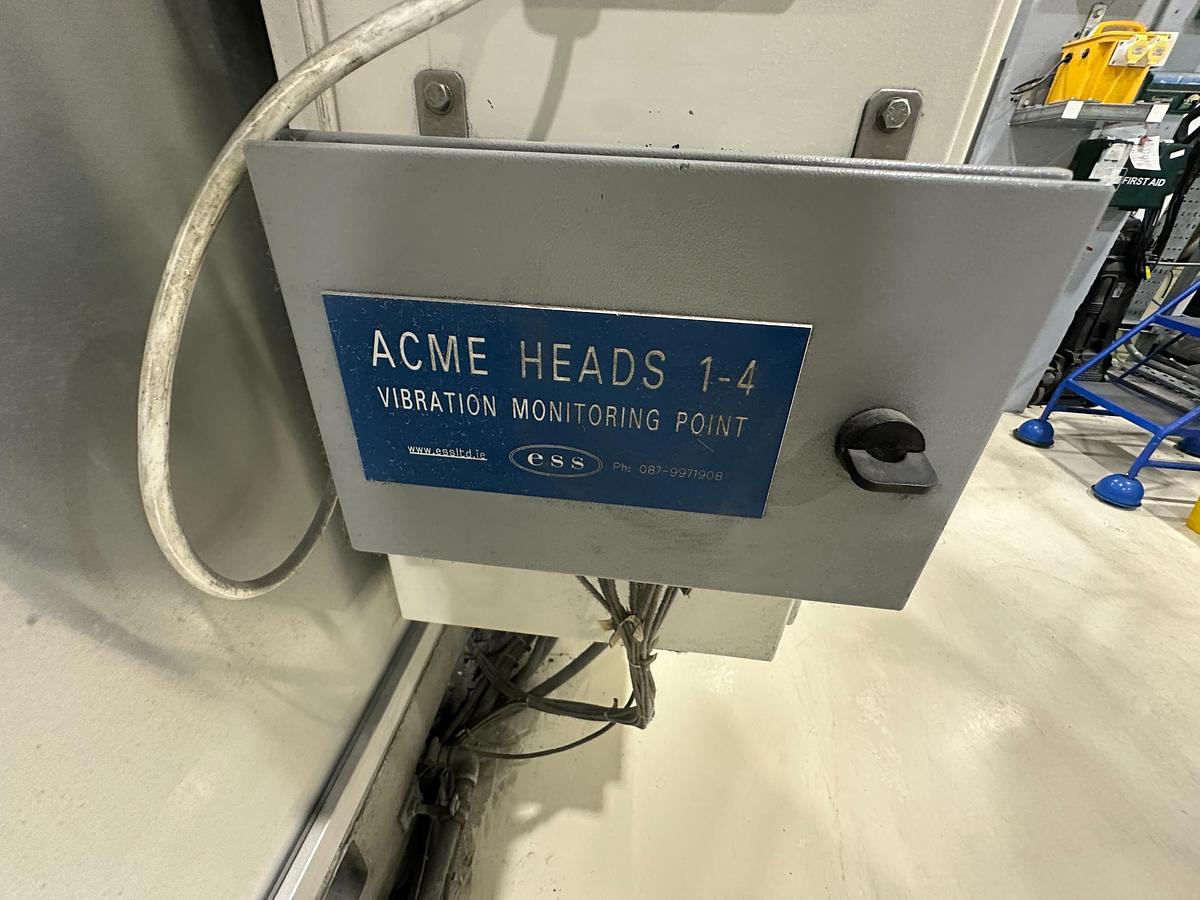 FIRST AID
ACME HEADS 1-4
VIBRATION MONITORING POINT
www.essltd.ie ess Ph: 087-9971908